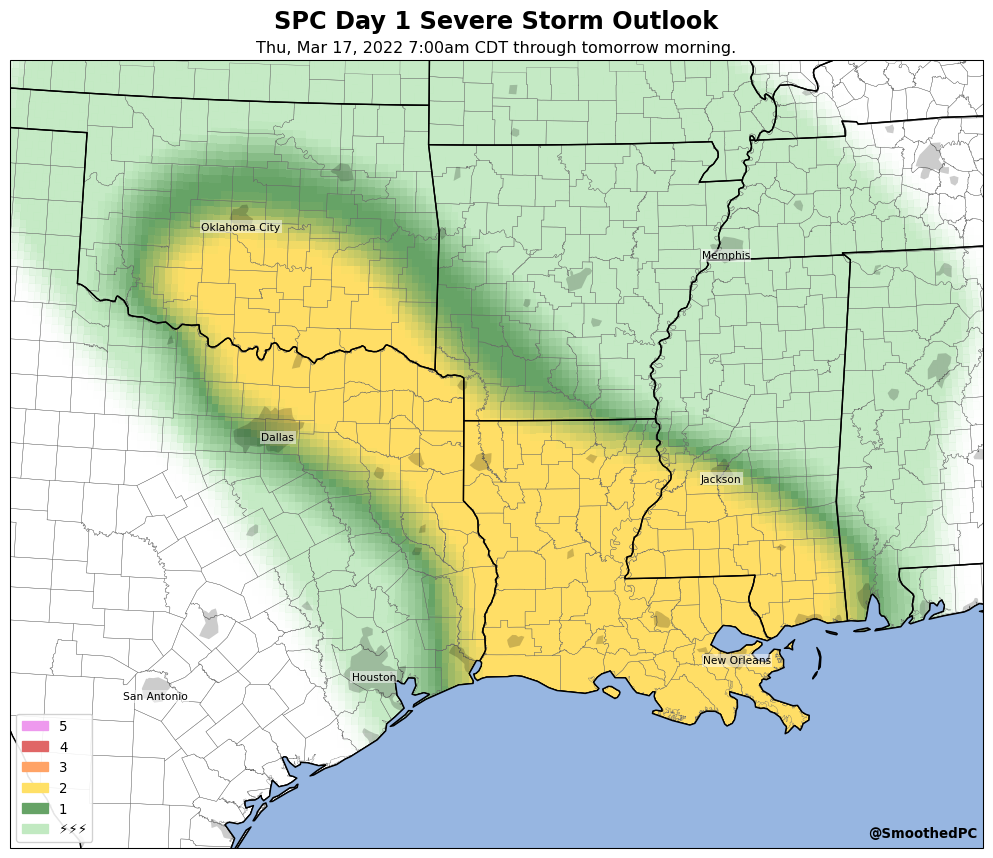 SPC Day 1 Severe Storm Outlook
Thu, Mar 17, 2022 7:00am CDT through tomorrow morning.
Oklahoma City
Memphis
Dallas
Jackson
New Orleans
Houston
San Antonio
5
4
3
2
1
⚡⚡⚡
@SmoothedPC